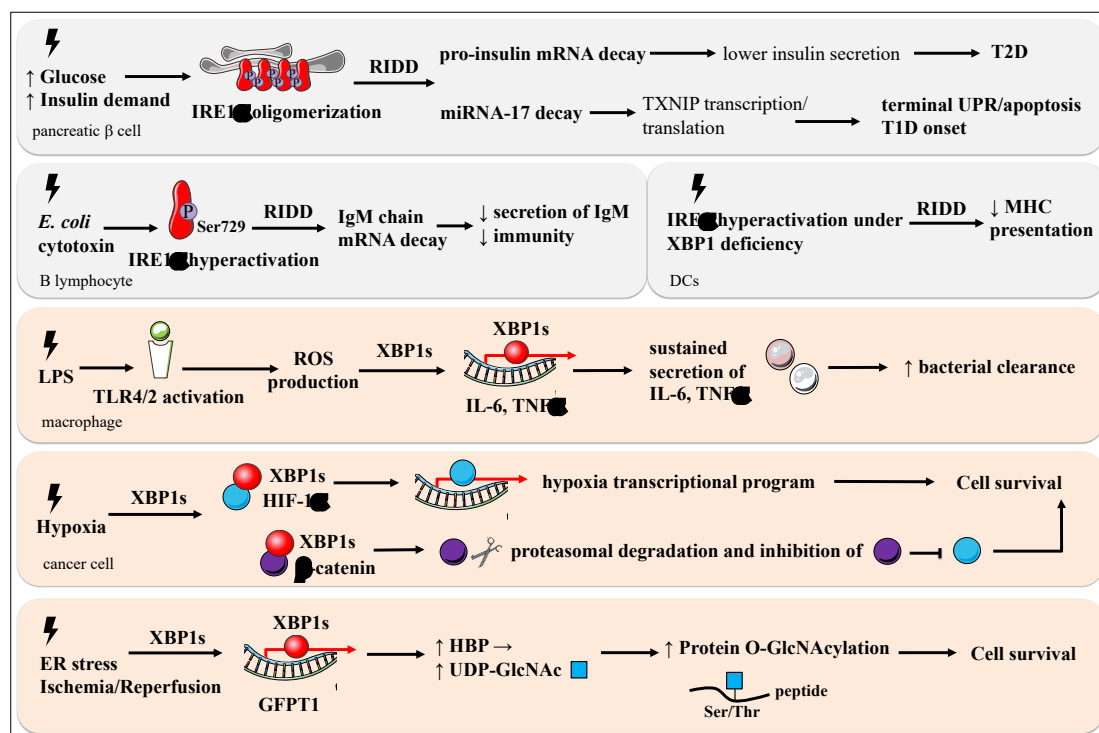 ↑ Glucose
↑ Insulin demand
pancreatic β cell
P P P P P P
IRE1 oligomerization
RIDD
pro-insulin mRNA decay
lower insulin secretion
T2D
miRNA-17 decay
TXNIP transcription/
translation
terminal UPR/apoptosis
T1D onset
E. coli
cytotoxin
B lymphocyte
P
Ser729
IRE1 hyperactivation
RIDD
IgM chain
mRNA decay
↓ secretion of IgM
↓ immunity
IRE1 hyperactivation under
XBP1 deficiency
DCs
RIDD
↓ MHC
presentation
LPS
macrophage
TLR4/2 activation
ROS
production
XBP1s
XBP1s
IL-6, TNF
sustained
secretion of
IL-6, TNF
↑ bacterial clearance
Hypoxia
cancer cell
XBP1s
XBP1s
HIF-1
hypoxia transcriptional program
Cell survival
XBP1s
-catenin
proteasomal degradation and inhibition of
ER stress
Ischemia/Reperfusion
XBP1s
XBP1s
GFPT1
↑ HBP →
↑ UDP-GlcNAc
↑ Protein O-GlcNAcylation
peptide
Ser/Thr
Cell survival